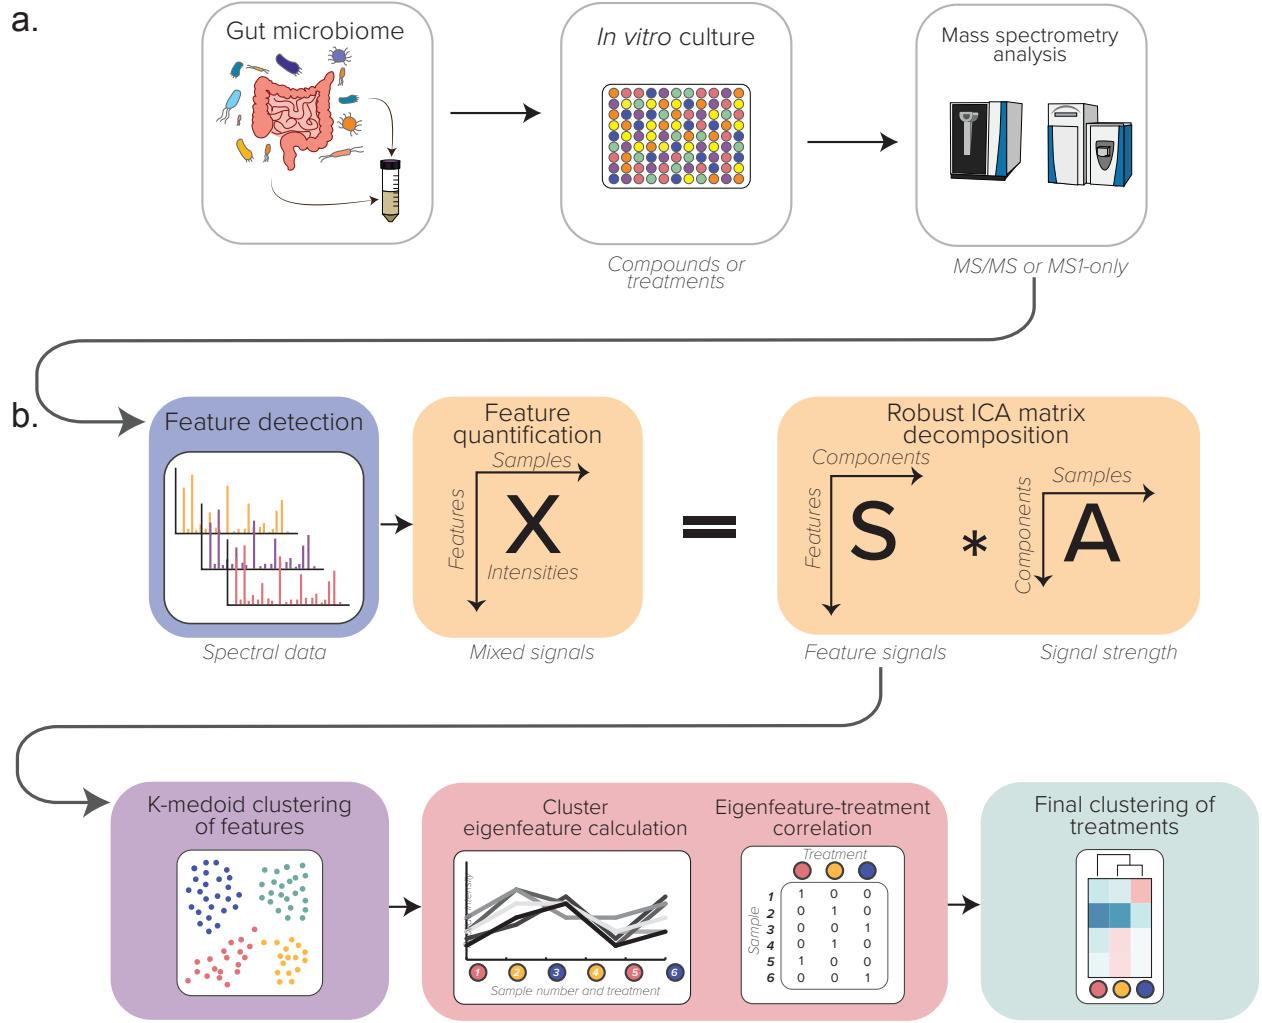 a.
Gut microbiome
In vitro culture
Mass spectrometry
analysis
Compounds or
treatments
MS/MS or MS1-only
b.
Feature detection
Spectral data
Feature
quantification
Samples
Features
X
Intensities
Mixed signals
=
Robust ICA matrix
decomposition
Components
Features
S
*
Samples
Components
A
Feature signals
Signal strength
K-medoid clustering
of features
Cluster
eigenfeature calculation
1 2 3 4 5 6
Sample number and treatment
Eigenfeature-treatment
correlation
Treatment
Sample
1 1 0 0
2 0 1 0
3 0 0 1
4 0 1 0
5 1 0 0
6 0 0 1
Final clustering of
treatments